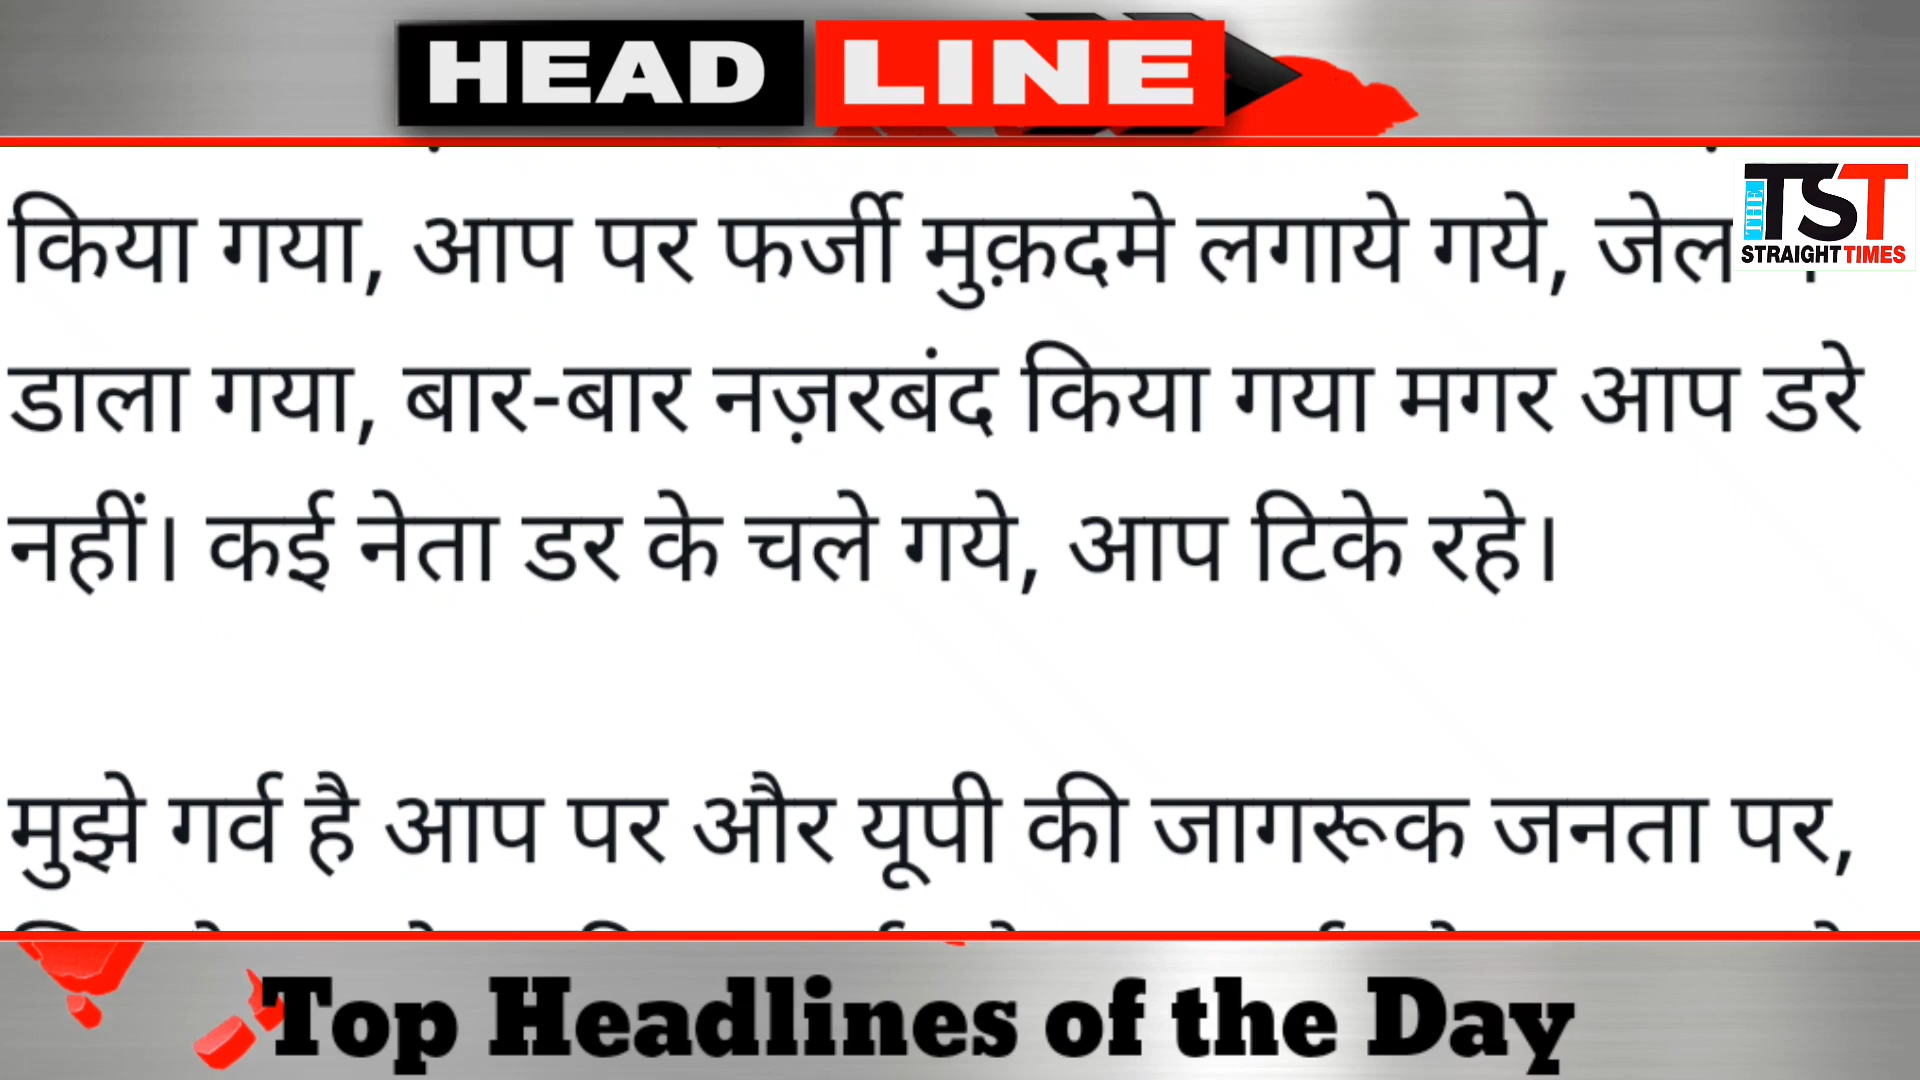 HEAD LINE
THE TST
STRAIGHT TIMES
किया गया, आप पर फर्जी मुक़दमे लगाये गये, जेल
डाला गया, बार-बार नज़रबंद किया गया मगर आप डरे
नहीं। कई नेता डर के चले गये, आप टिके रहे।
मुझे गर्व है आप पर और यूपी की जागरूक जनता पर,
Top Headlines of the Day